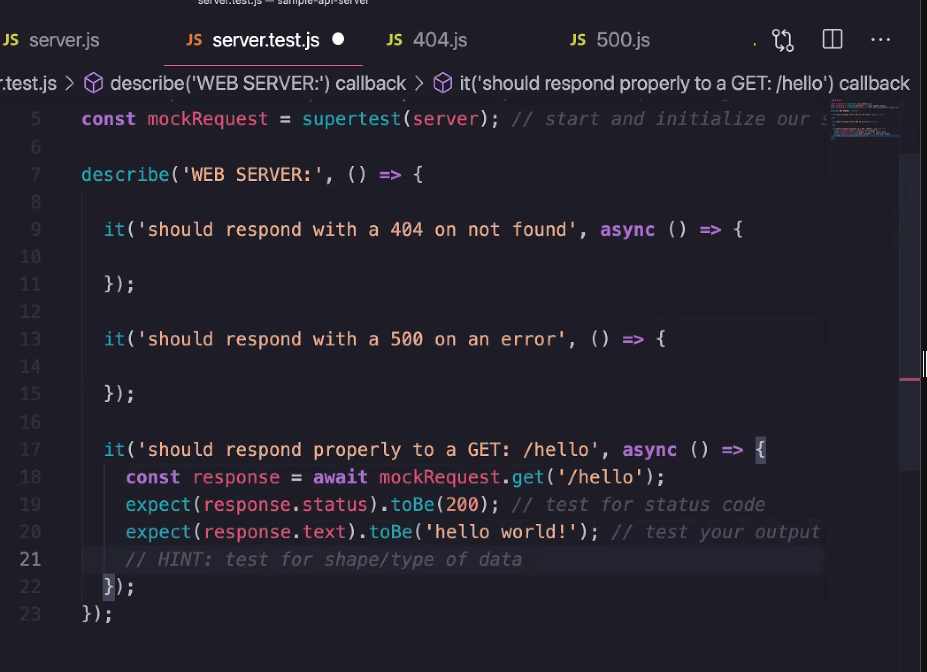 server.test.js — sample-api-server
JS server.js JS server.test.js ● JS 404.js JS 500.js ...
r.test.js > describe('WEB SERVER:') callback > it('should respond properly to a GET: /hello') callback
5 const mockRequest = supertest(server); // start and initialize our s
6
7 describe('WEB SERVER:', () => {
8
9 it('should respond with a 404 on not found', async () => {
10
11 });
12
13 it('should respond with a 500 on an error', () => {
14
15 });
16
17 it('should respond properly to a GET: /hello', async () => {
18 const response = await mockRequest.get('/hello');
19 expect(response.status).toBe(200); // test for status code
20 expect(response.text).toBe('hello world!'); // test your output
21 // HINT: test for shape/type of data
22 });
23 });